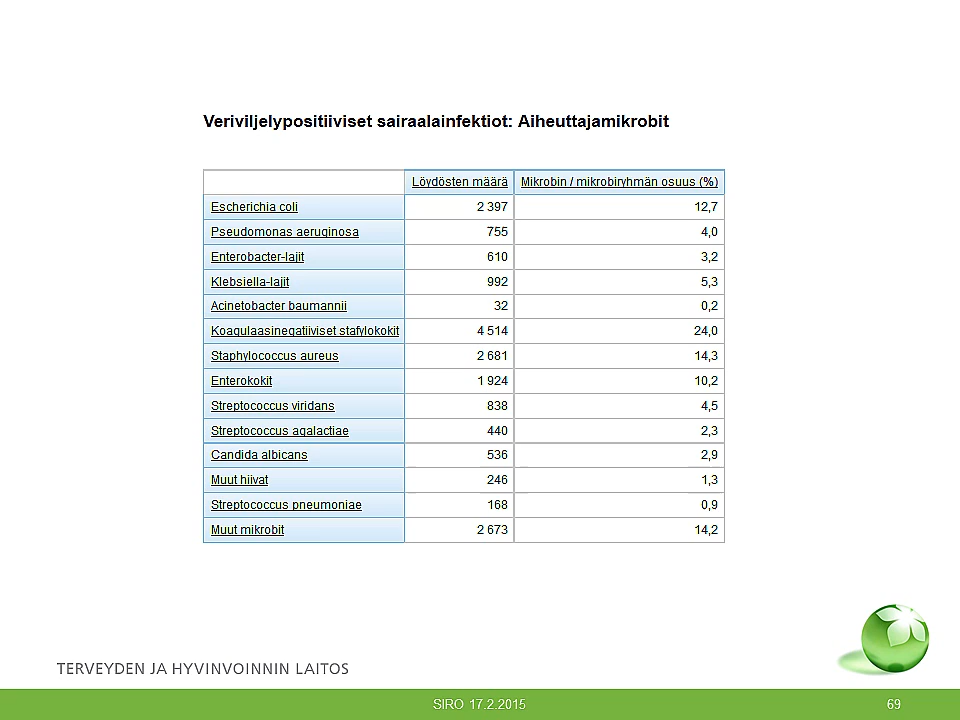 Veriviljelypositiiviset sairaalainfektiot: Aiheuttajamikrobit
Löydösten määrä Mikrobin / mikrobiryhmän osuus (%)
Escherichia coli 2 397 12,7
Pseudomonas aeruginosa 755 4,0
Enterobacter-lajit 610 3,2
Klebsiella-lajit 992 5,3
Acinetobacter baumannii 32 0,2
Koagulaasinegatiiviset stafylokokit 4 514 24,0
Staphylococcus aureus 2 681 14,3
Enterokokit 1 924 10,2
Streptococcus viridans 838 4,5
Streptococcus agalactiae 440 2,3
Candida albicans 536 2,9
Muut hiivat 246 1,3
Streptococcus pneumoniae 168 0,9
Muut mikrobit 2 673 14,2
TERVEYDEN JA HYVINVOINNIN LAITOS
SIRO 17.2.2015 69